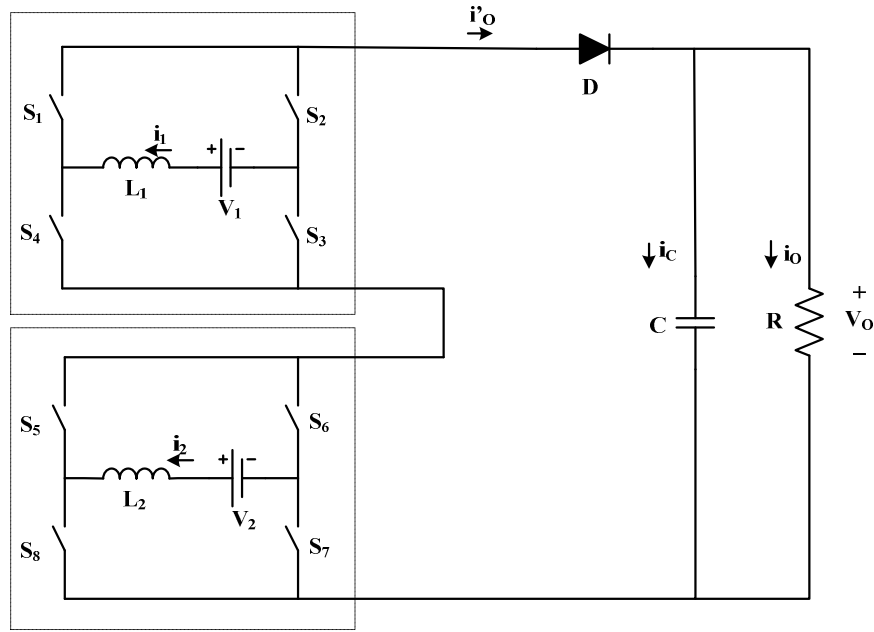 i'O
D
S1
S2
i1
+ -
L1
V1
S4
S3
iC
iO
+
C
R
VO
-
S5
S6
i2
+ -
L2
V2
S8
S7